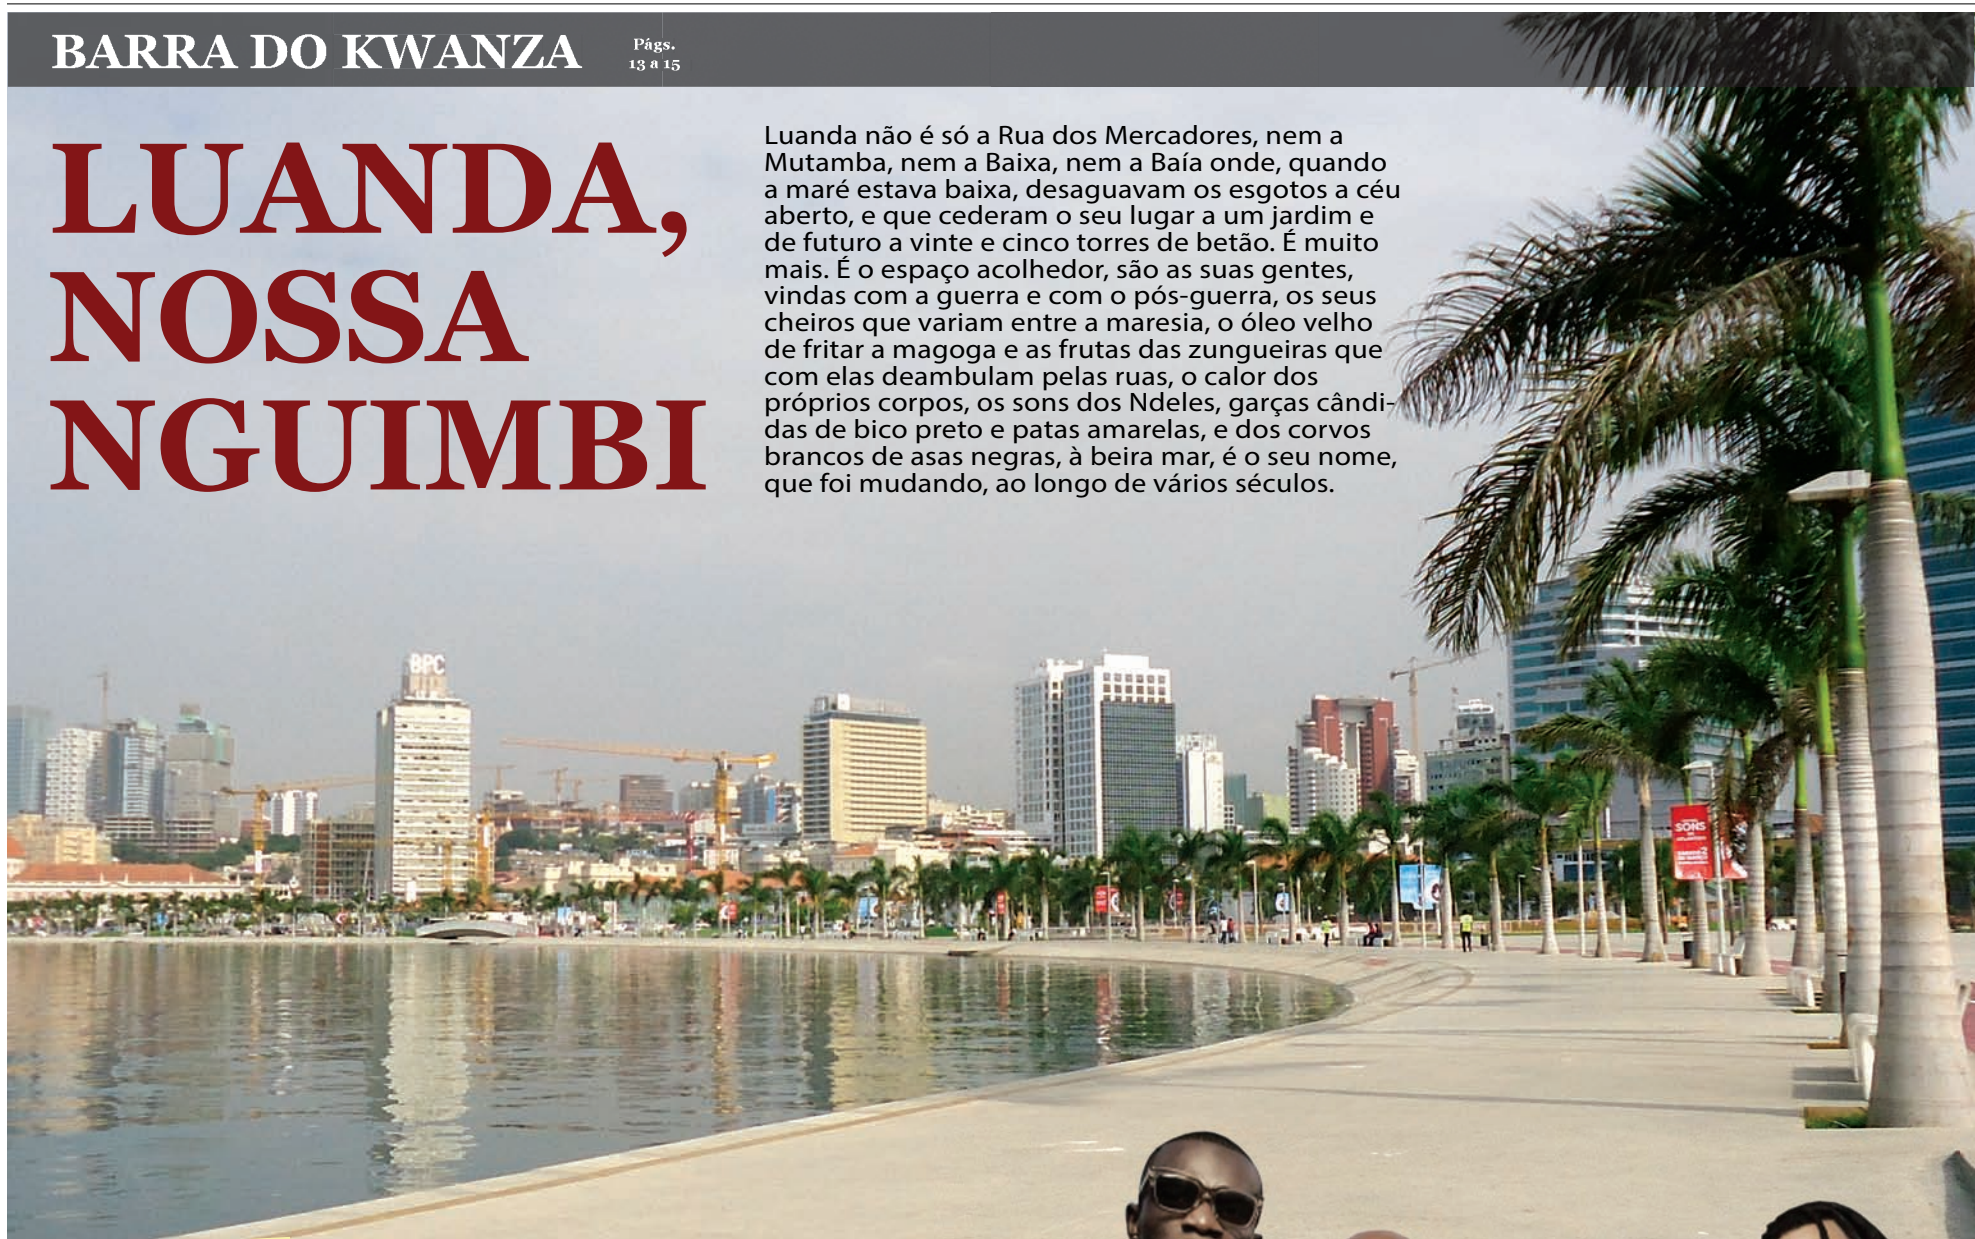 BARRA DO KWANZA
Págs.
13 a 15
LUANDA,
NOSSA
NGUIMBI
Luanda não é só a Rua dos Mercadores, nem a
Mutamba, nem a Baixa, nem a Baía onde, quando
a maré estava baixa, desaguavam os esgotos a céu
aberto, e que cederam o seu lugar a um jardim e
de futuro a vinte e cinco torres de betão. É muito
mais. É o espaço acolhedor, são as suas gentes,
vindas com a guerra e com o pós-guerra, os seus
cheiros que variam entre a maresia, o óleo velho
de fritar a magoga e as frutas das zungueiras que
com elas deambulam pelas ruas, o calor dos
próprios corpos, os sons dos Ndeles, garças cândi-
das de bico preto e patas amarelas, e dos corvos
brancos de asas negras, à beira mar, é o seu nome,
que foi mudando, ao longo de vários séculos.
BPC
SONS